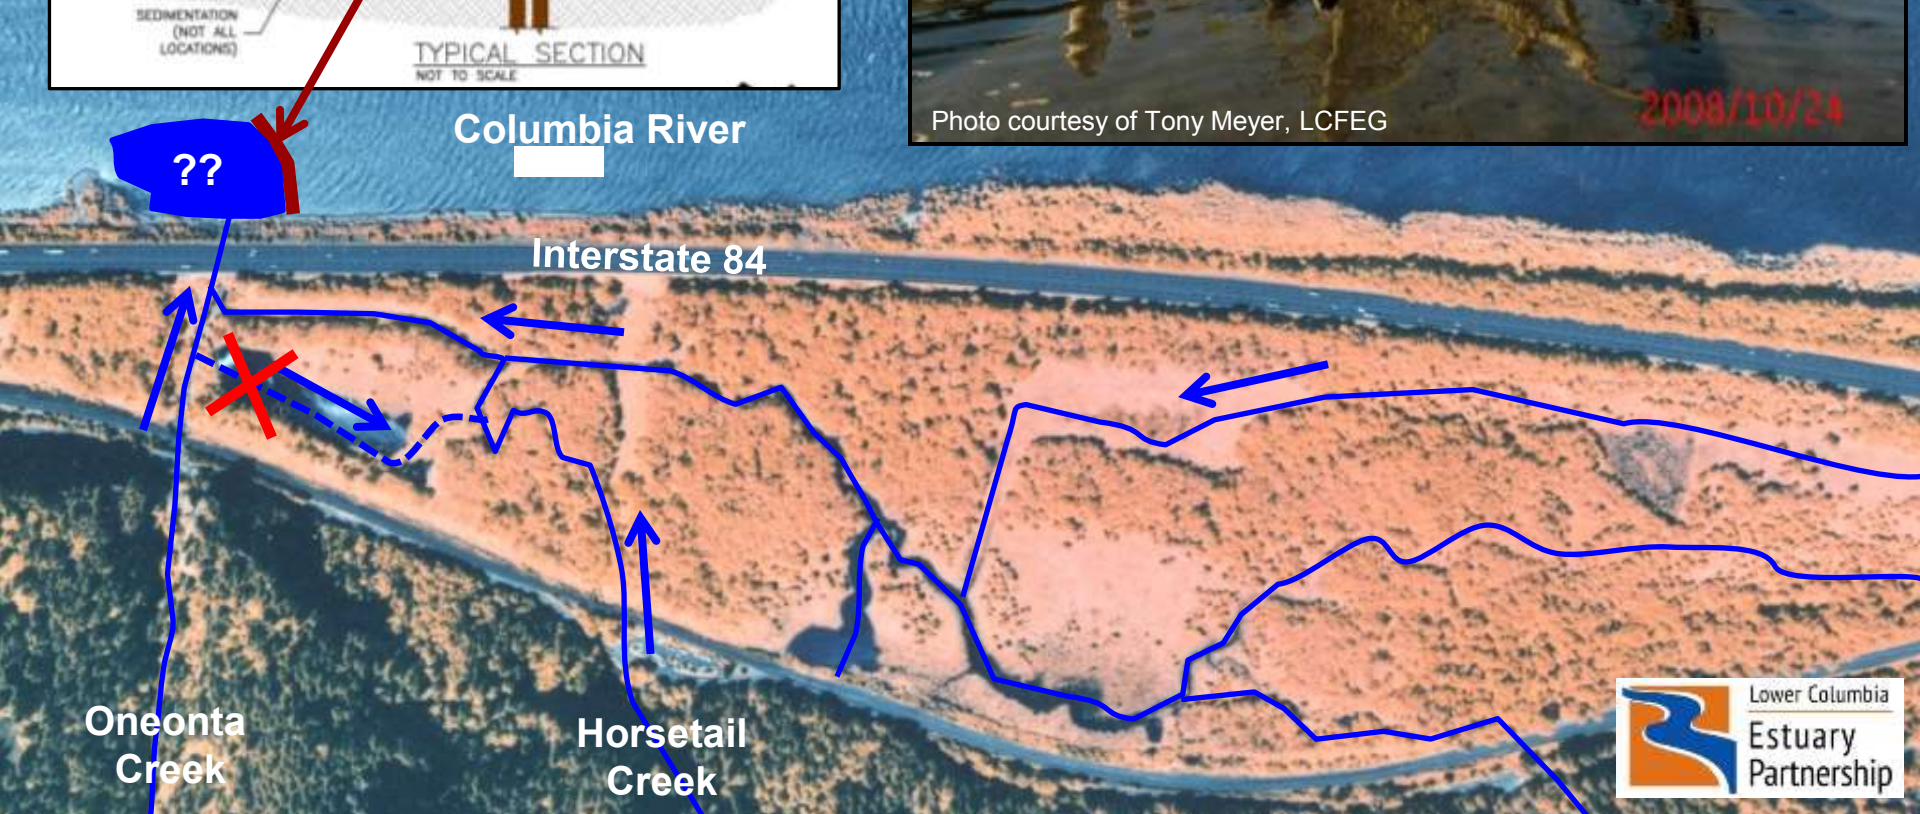 SEDIMENTATION
(NOT ALL
LOCATIONS)
TYPICAL SECTION
NOT TO SCALE
Photo courtesy of Tony Meyer, LCFEG
2008/10/24
Columbia River
??
Interstate 84
Oneonta
Creek
Horsetail
Creek
Lower Columbia
Estuary
Partnership